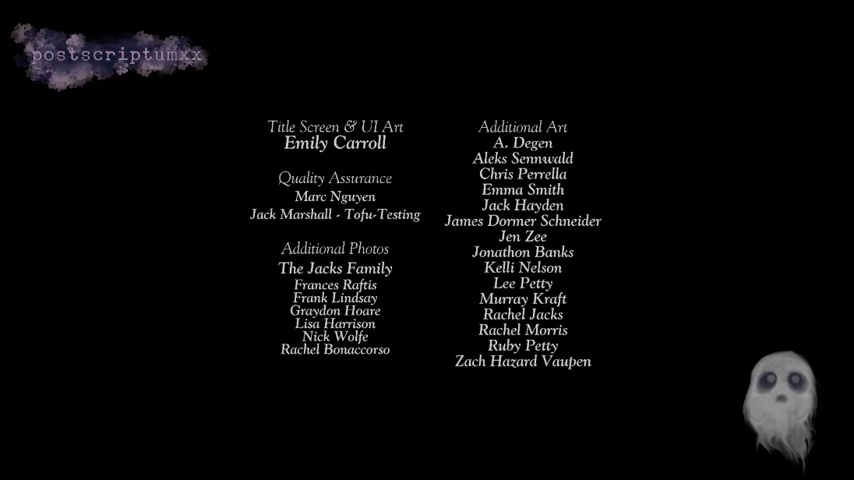 postscriptumxx
Title Screen & UI Art
Emily Carroll
Quality Assurance
Marc Nguyen
Jack Marshall - Tofu-Testing
Additional Photos
The Jacks Family
Frances Raftis
Frank Lindsay
Graydon Hoare
Lisa Harrison
Nick Wolfe
Rachel Bonaccorso
Additional Art
A. Degen
Aleks Sennwald
Chris Perrella
Emma Smith
Jack Hayden
James Dormer Schneider
Jen Zee
Jonathon Banks
Kelli Nelson
Lee Petty
Murray Kraft
Rachel Jacks
Rachel Morris
Ruby Petty
Zach Hazard Vaupen